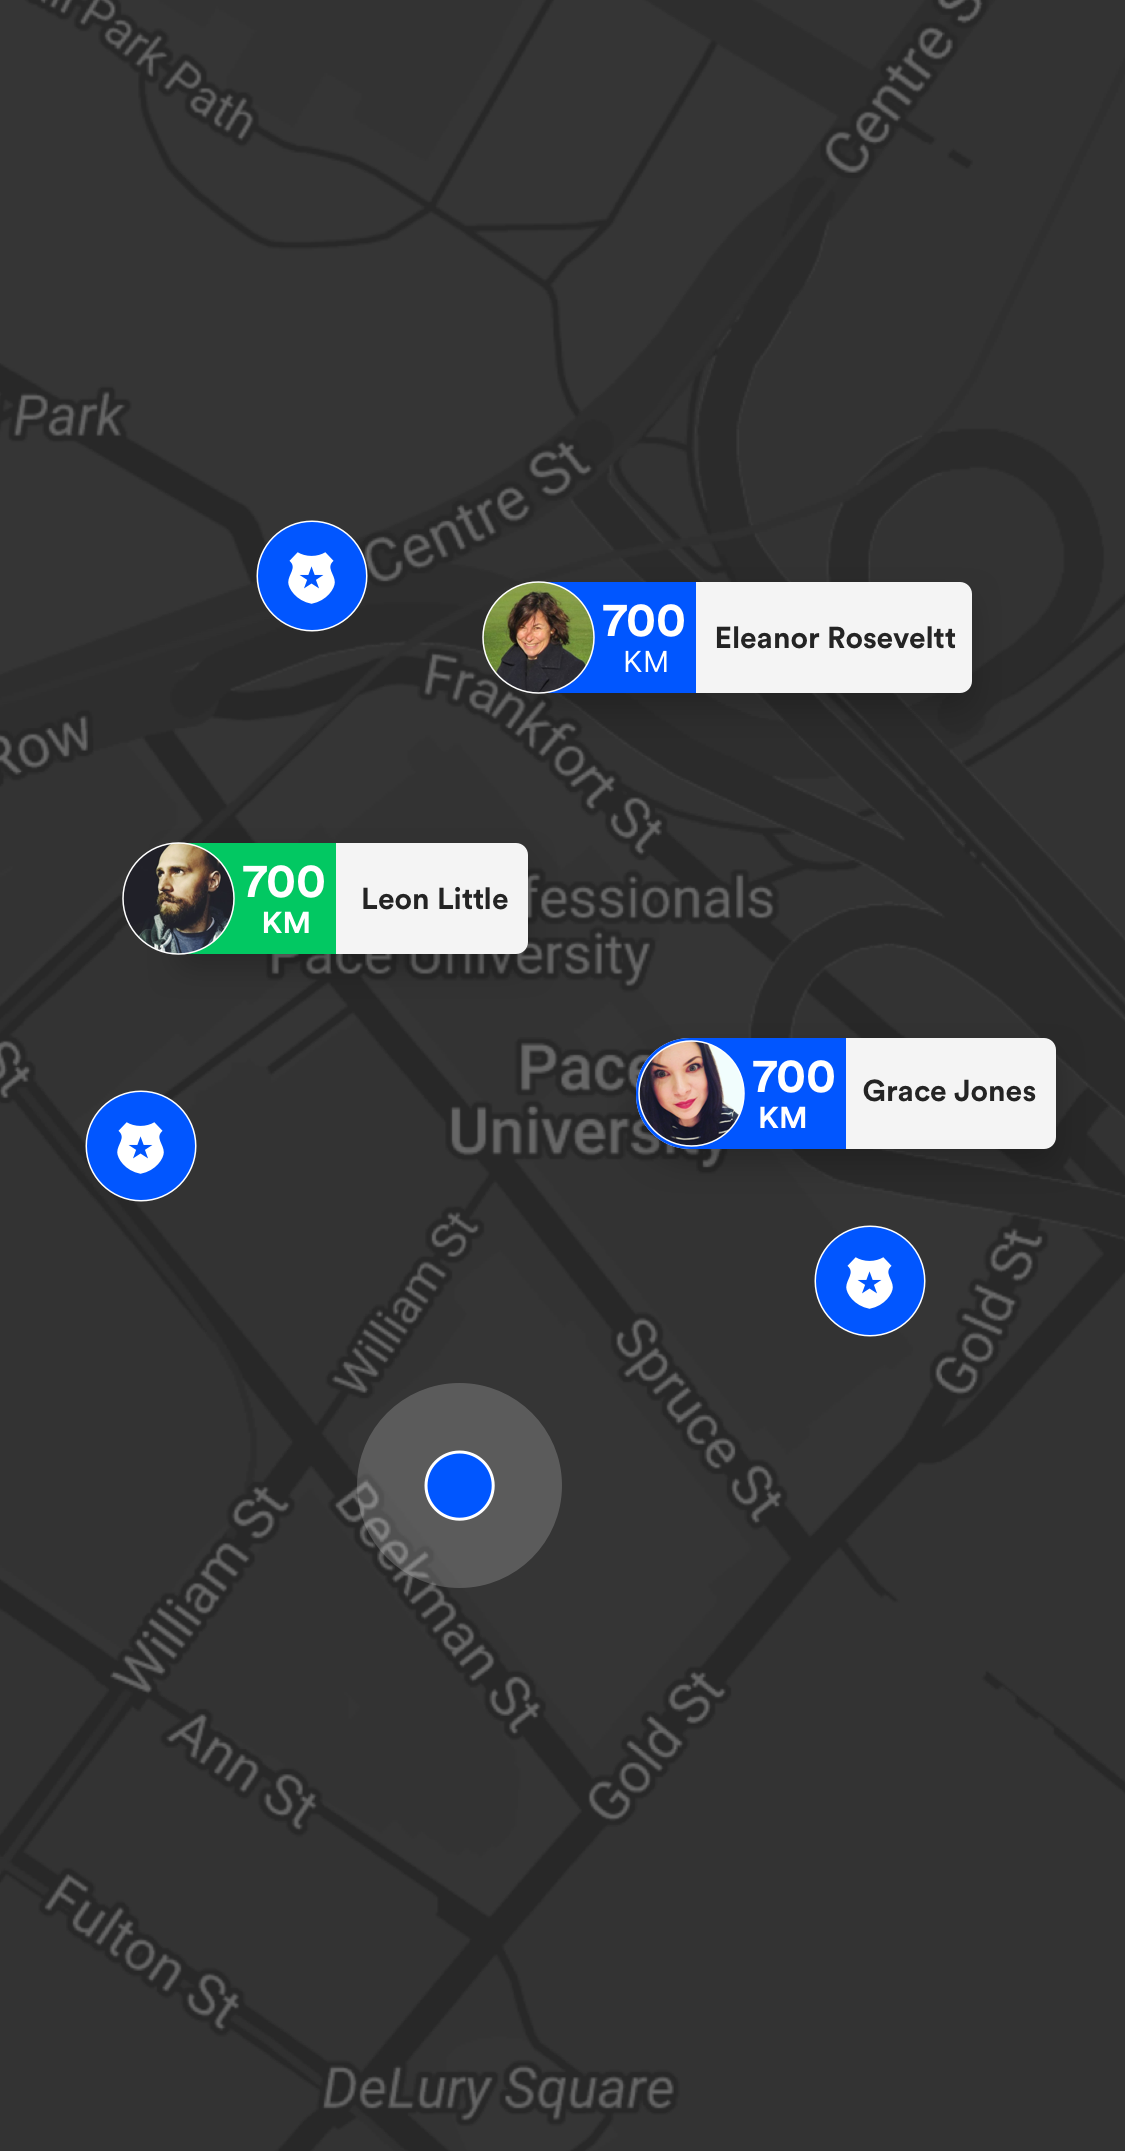 Park Path
Centre S
Park
Centre St
700
KM
Eleanor Roseveltt
Frankfort St
Row
700
KM
Leon Little
fessionals
Pace University
St
Pace
University
700
KM
Grace Jones
William St
Gold St
Spruce St
William St
Beekman St
Gold St
Ann St
Fulton St
DeLury Square